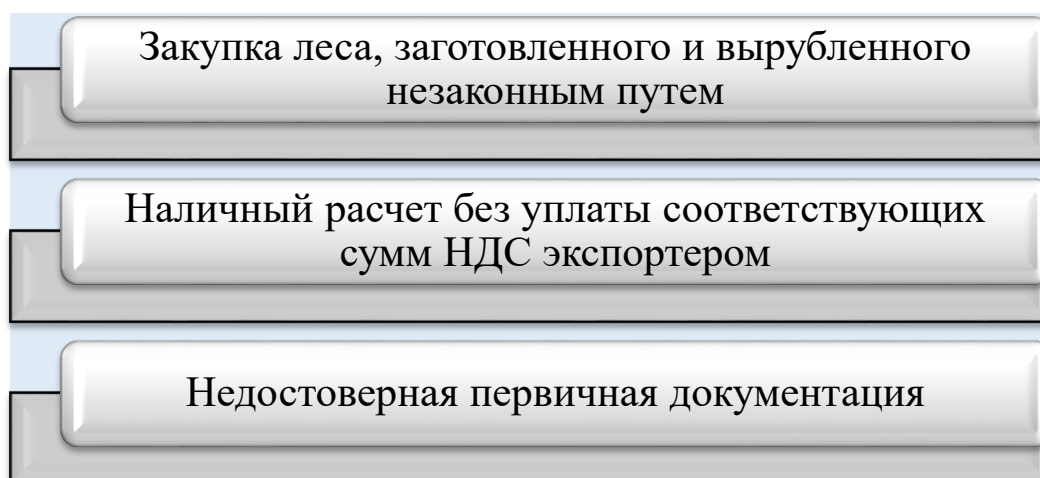 Закупка леса, заготовленного и вырубленного
незаконным путем
Наличный расчет без уплаты соответствующих
сумм НДС экспортером
Недостоверная первичная документация